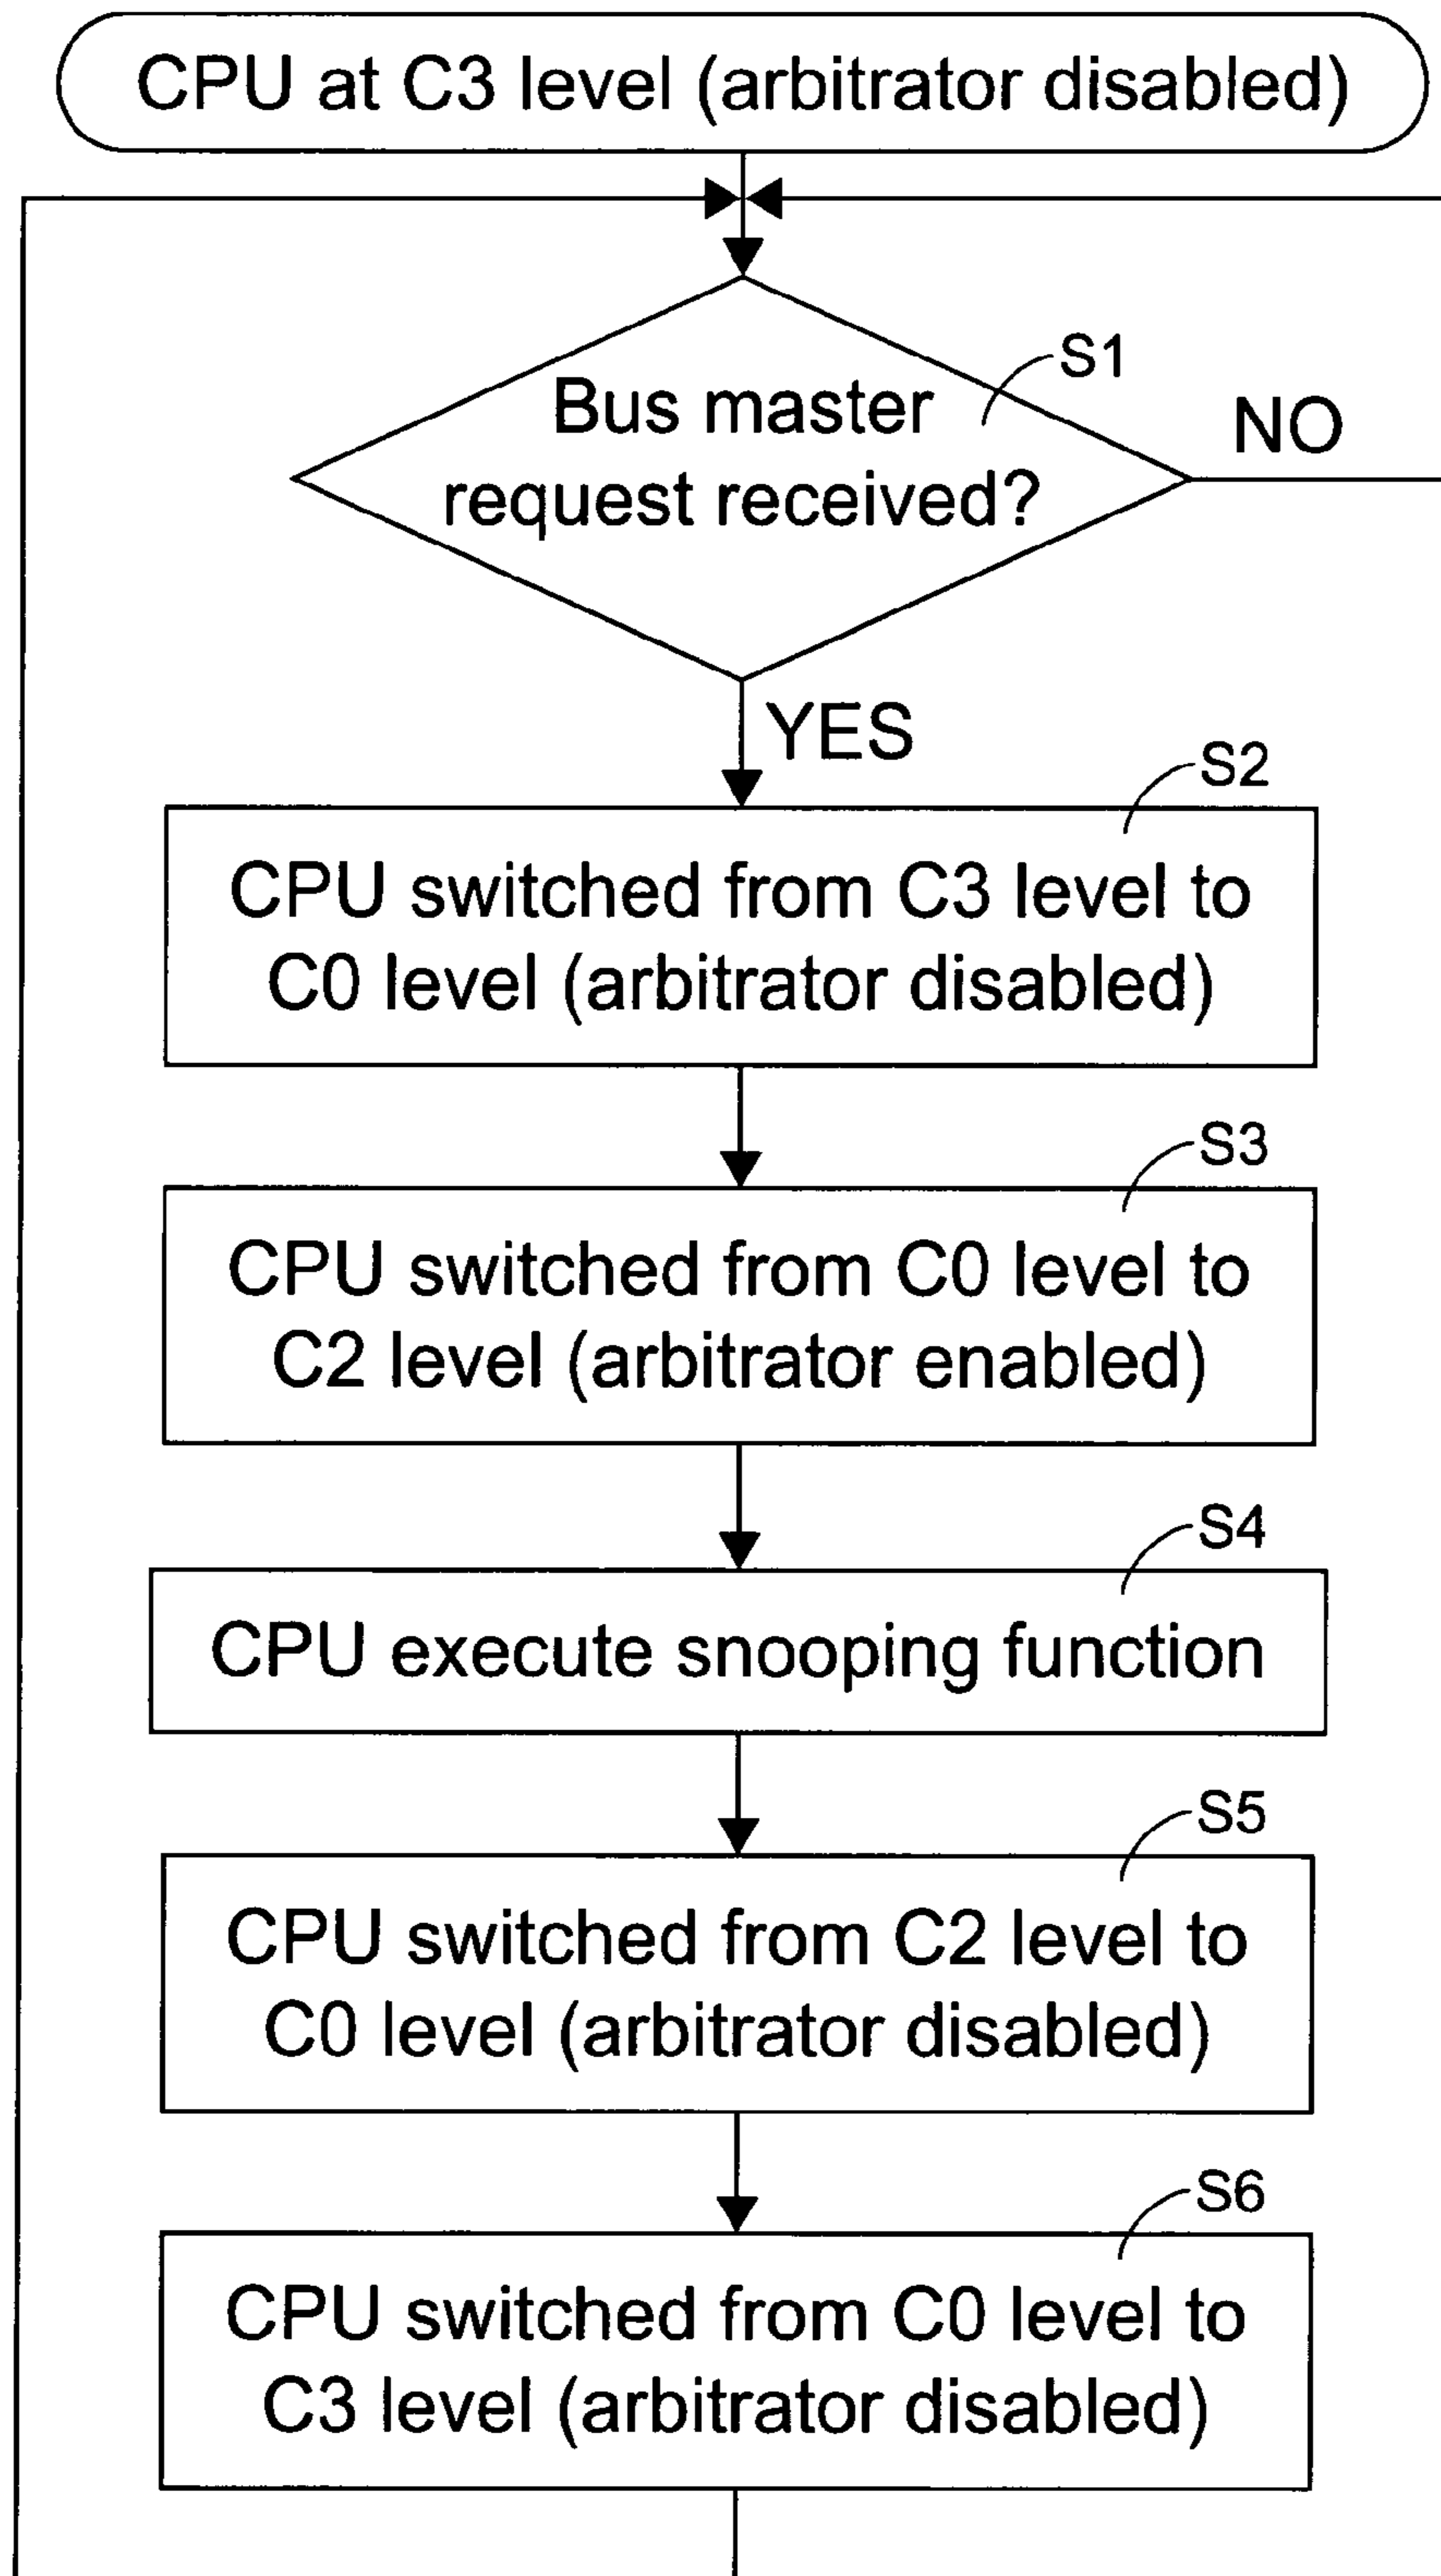 CPU at C3 level (arbitrator disabled)
S1
Bus master
request received?
NO
YES
S2
CPU switched from C3 level to
C0 level (arbitrator disabled)
S3
CPU switched from C0 level to
C2 level (arbitrator enabled)
S4
CPU execute snooping function
S5
CPU switched from C2 level to
C0 level (arbitrator disabled)
S6
CPU switched from C0 level to
C3 level (arbitrator disabled)